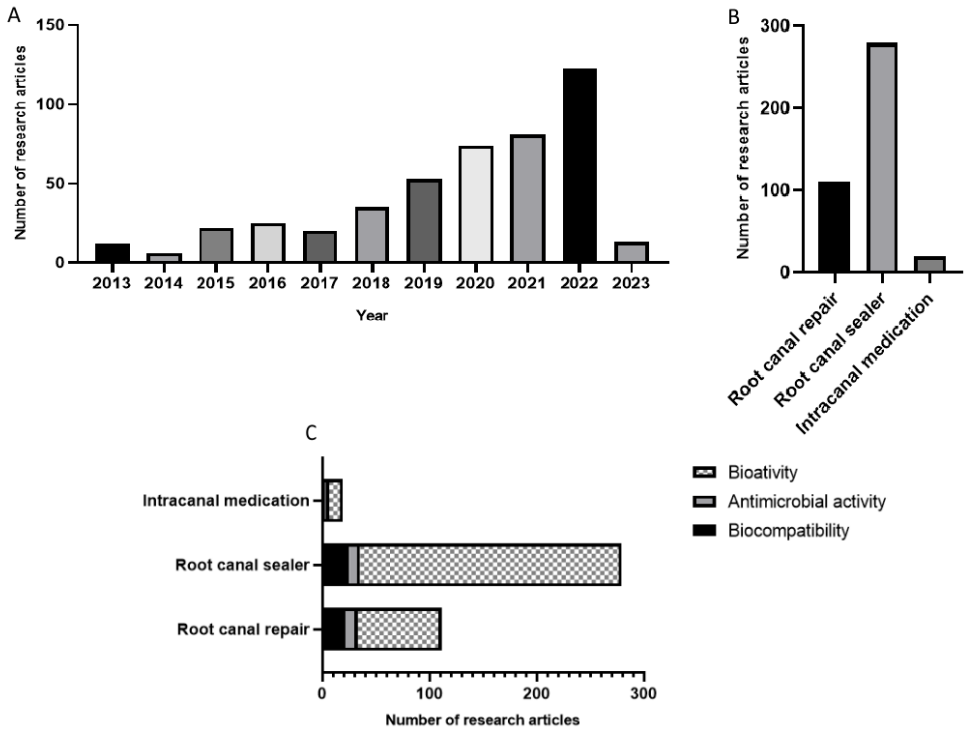 A
Number of research articles
150
100
50
0
2013 2014 2015 2016 2017 2018 2019 2020 2021 2022 2023
Year
B
Number of research articles
300
200
100
0
Root canal repair
Root canal sealer
Intracanal medication
C
Intracanal medication
Root canal sealer
Root canal repair
0 100 200 300
Number of research articles
Bioativity
Antimicrobial activity
Biocompatibility